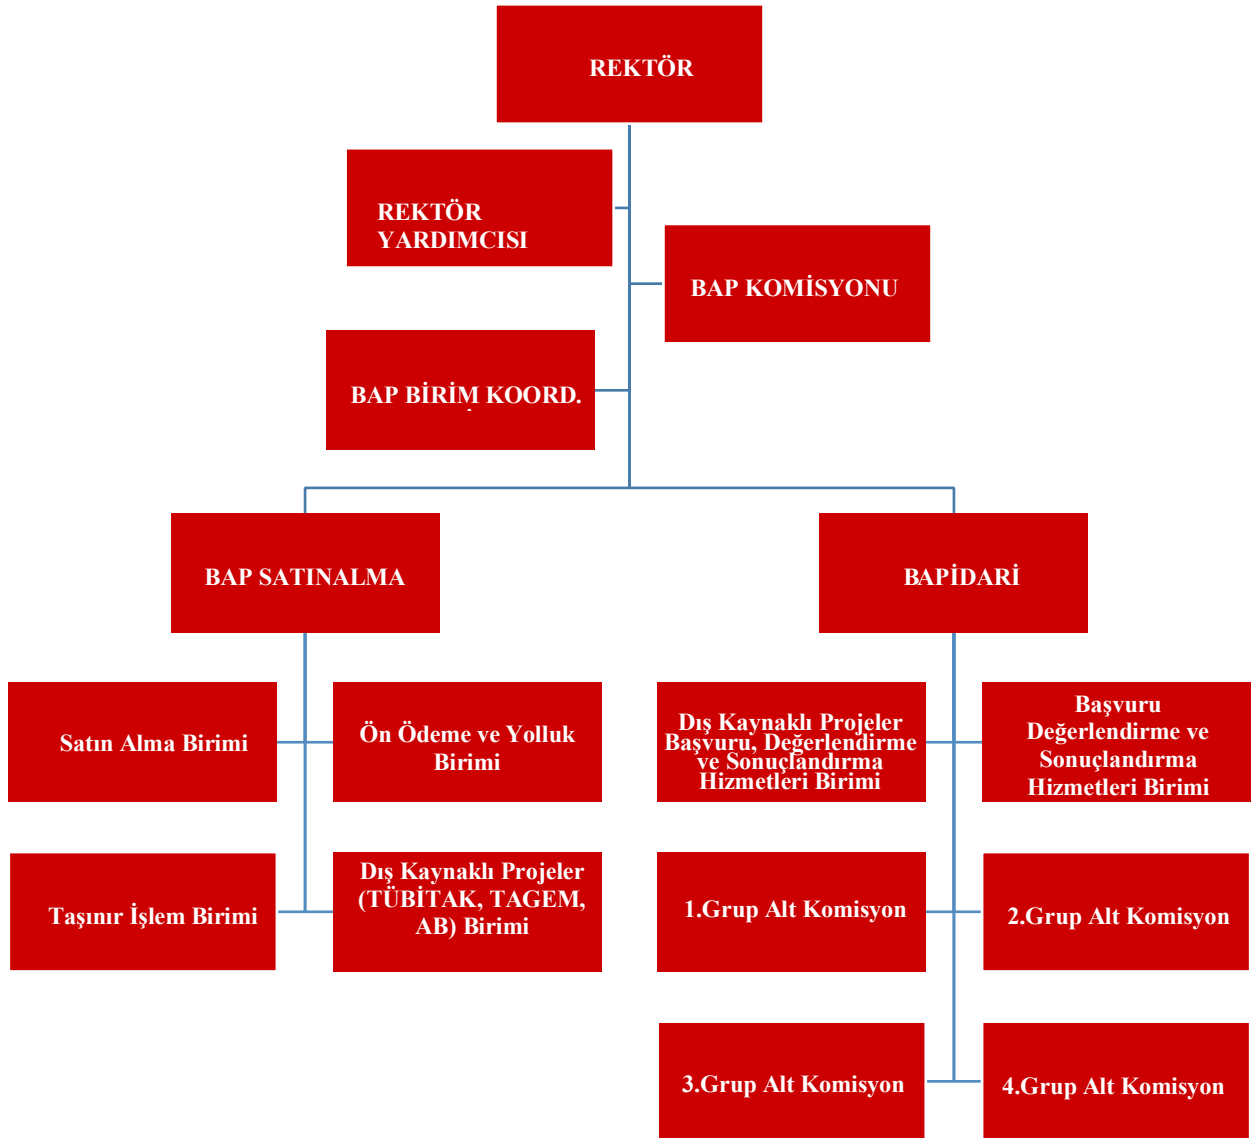 REKTÖR
REKTÖR
YARDIMCISI
BAP KOMİSYONU
BAP BİRİM KOORD.
BAP SATINALMA
BAPİDARİ
Satın Alma Birimi
Ön Ödeme ve Yolluk
Birimi
Dış Kaynaklı Projeler
Başvuru, Değerlendirme
ve Sonuçlandırma
Hizmetleri Birimi
Başvuru
Değerlendirme ve
Sonuçlandırma
Hizmetleri Birimi
Taşınır İşlem Birimi
Dış Kaynaklı Projeler
(TÜBİTAK, TAGEM,
AB) Birimi
1.Grup Alt Komisyon
2.Grup Alt Komisyon
3.Grup Alt Komisyon
4.Grup Alt Komisyon